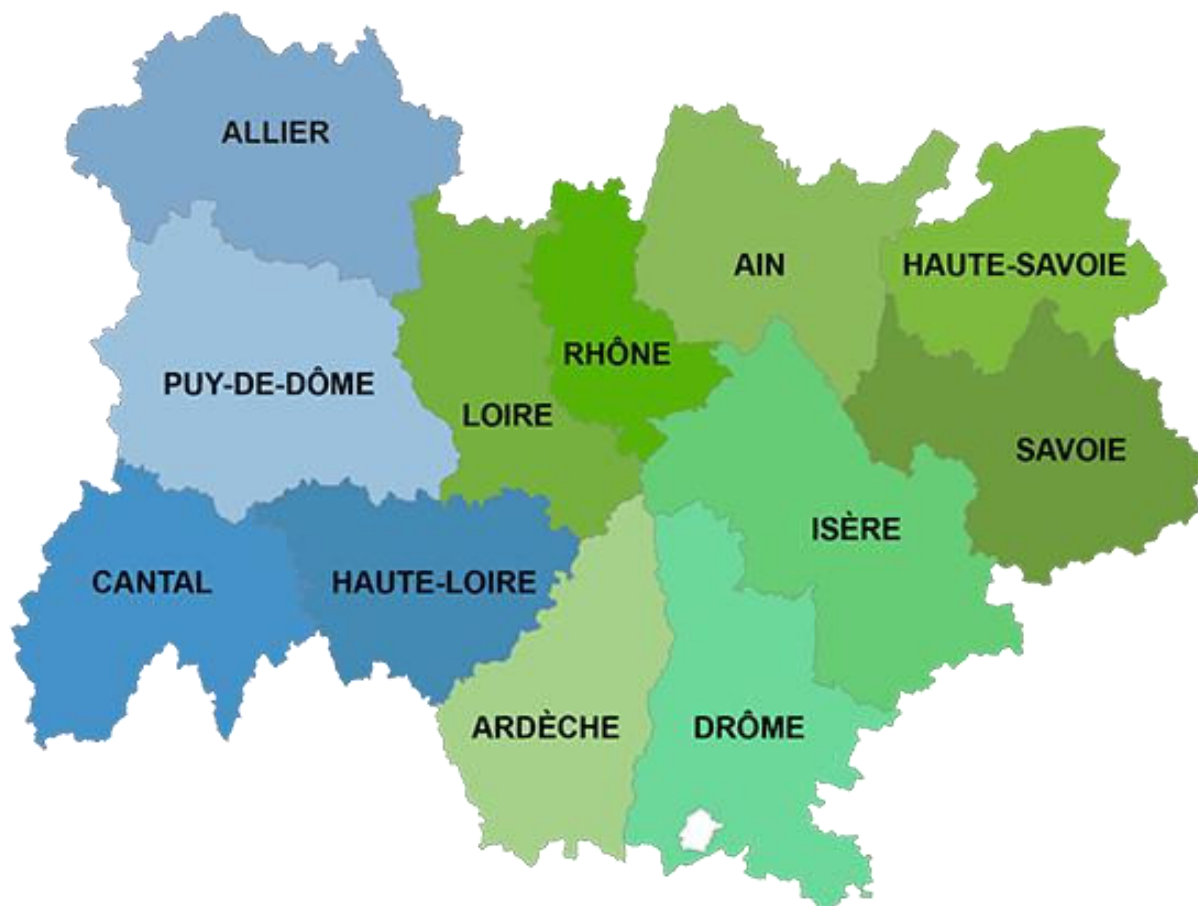 ALLIER
AIN
HAUTE-SAVOIE
RHÔNE
PUY-DE-DÔME
LOIRE
SAVOIE
ISÈRE
CANTAL
HAUTE-LOIRE
ARDÈCHE
DRÔME